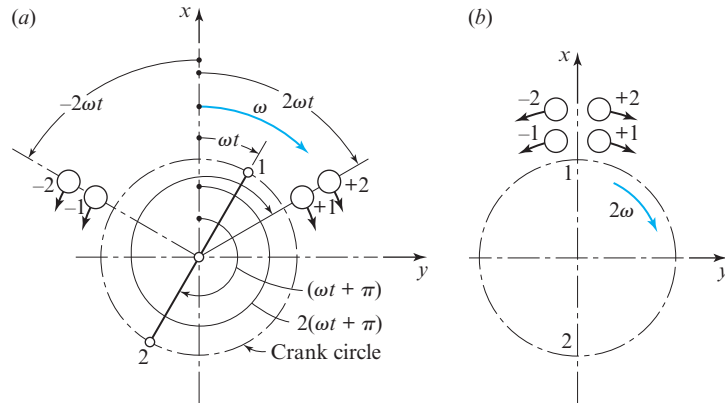 (a)
x
–2ωt
2ωt
ω
ωt
1
–2
–1
+2
+1
y
(ωt + π)
2(ωt + π)
2
Crank circle
(b)
x
–2
+2
–1
+1
1
2ω
y
2